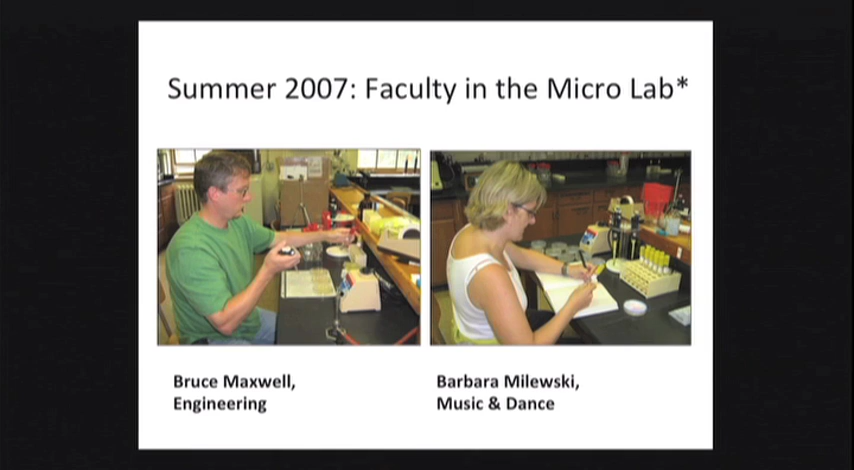 Summer 2007: Faculty in the Micro Lab*
Bruce Maxwell,
Engineering
Barbara Milewski,
Music & Dance